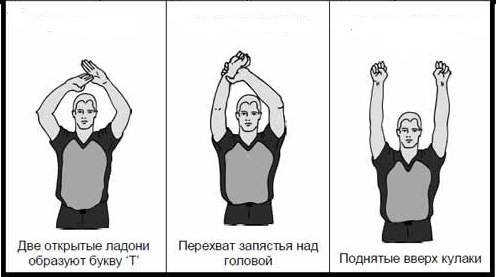 Две открытые ладони
образуют букву 'Т'
Перехват запястья над
головой
Поднятые вверх кулаки